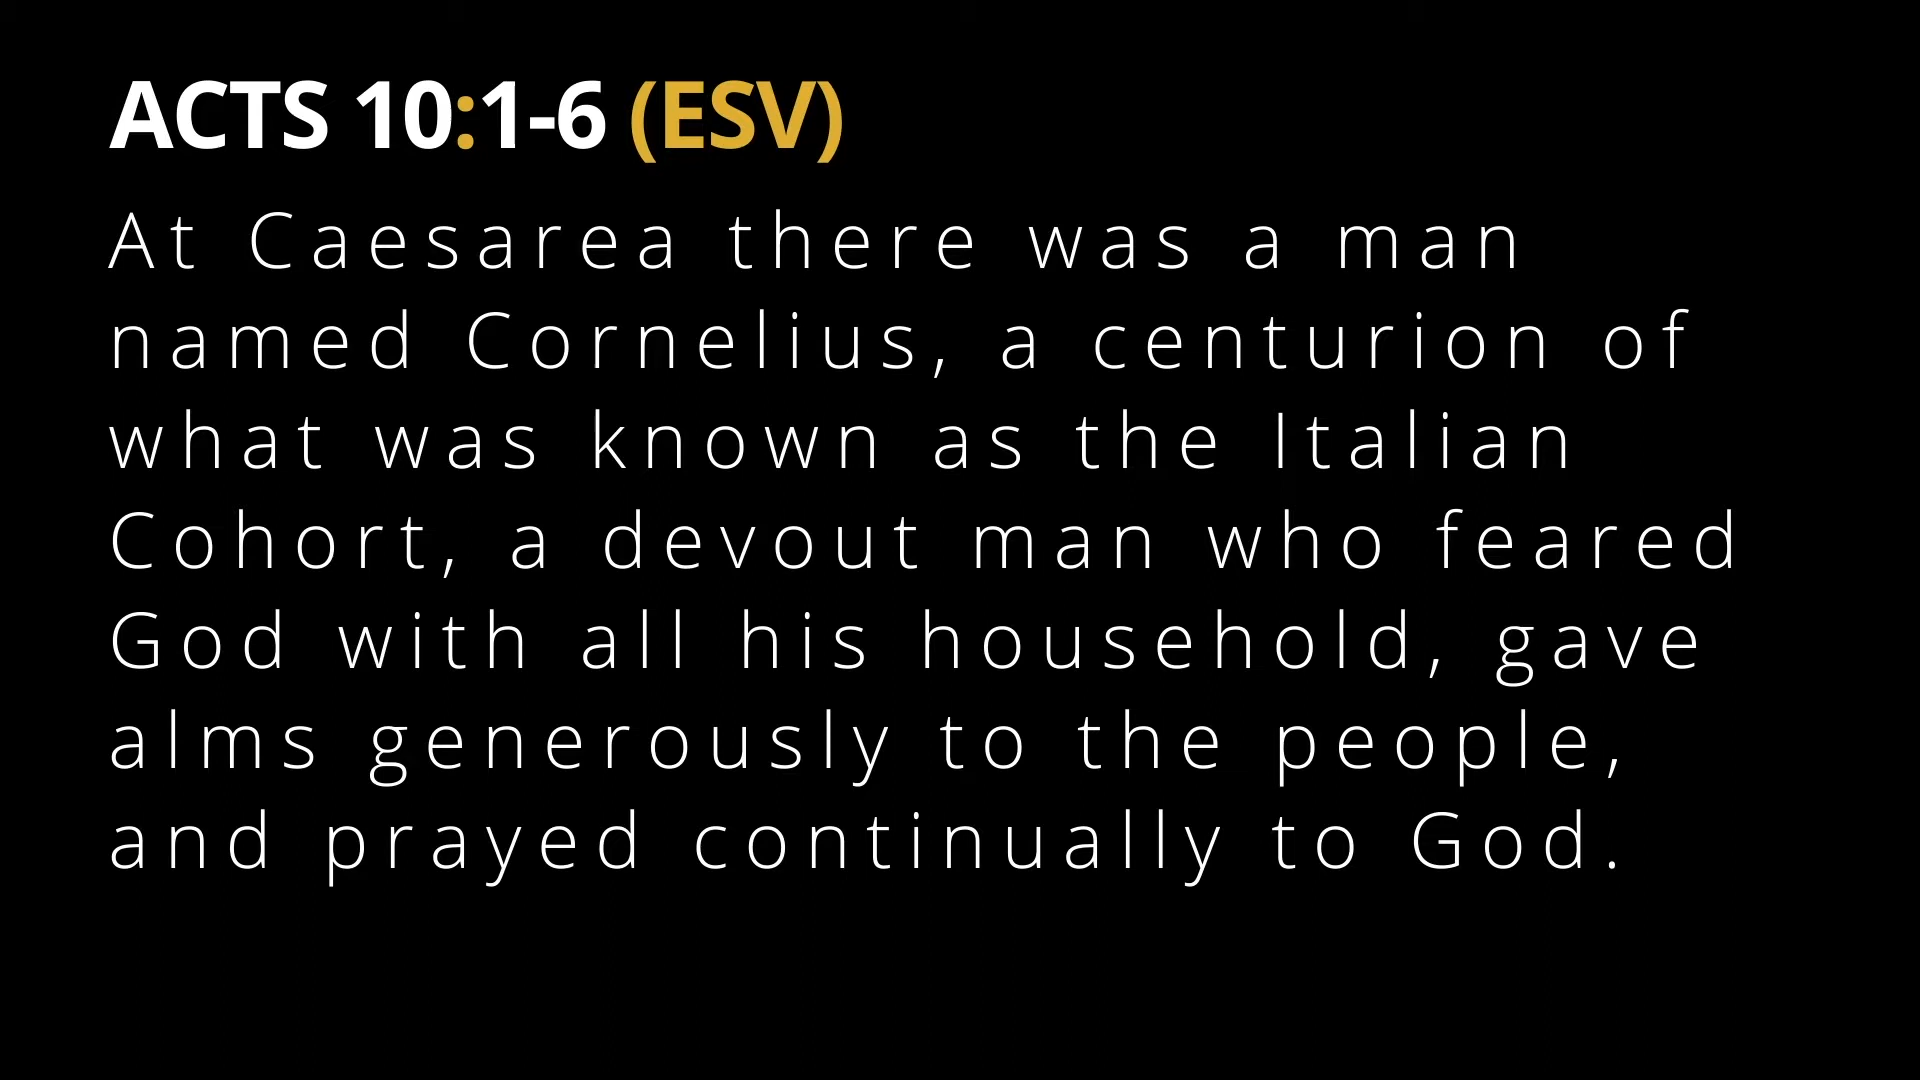 ACTS 10:1-6 (ESV)
At Caesarea there was a man
named Cornelius, a centurion of
what was known as the Italian
Cohort, a devout man who feared
God with all his household, gave
alms generously to the people,
and prayed continually to God.